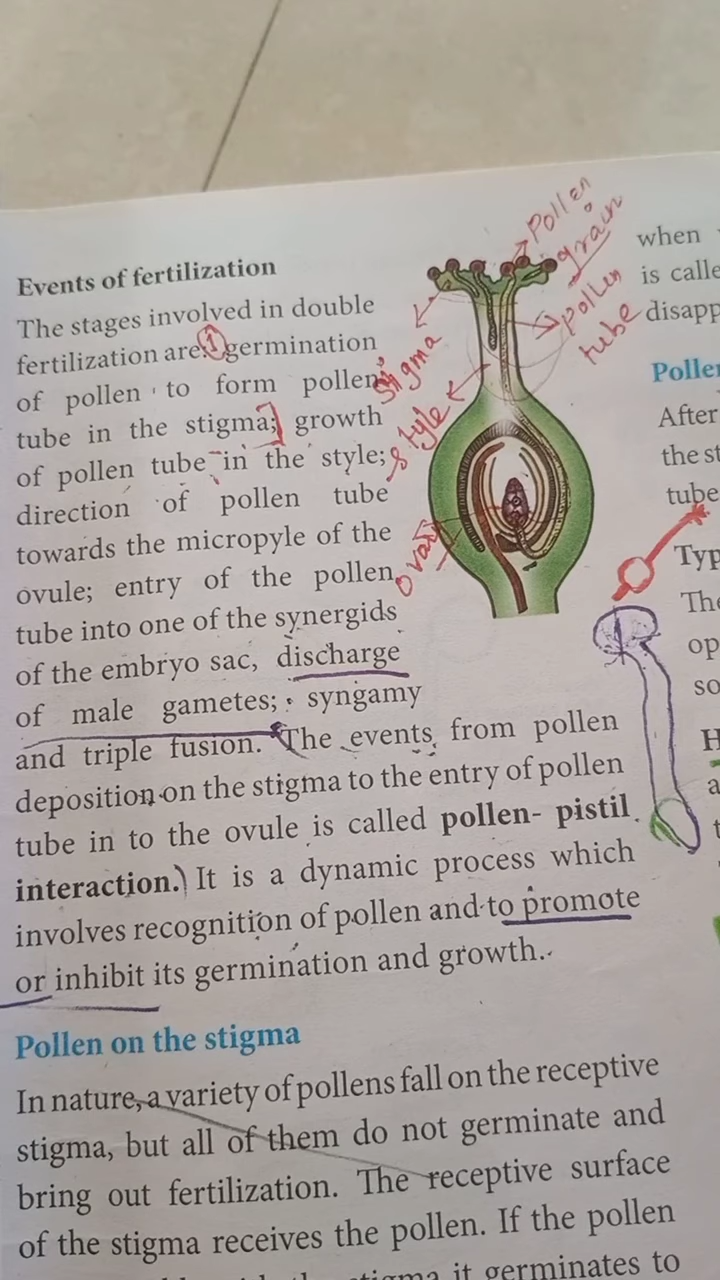 Events of fertilization
The stages involved in double
fertilization are: 1 germination
of pollen to form pollen
tube in the stigma; growth
of pollen tube in the style;
direction of pollen tube
towards the micropyle of the
ovule; entry of the pollen
tube into one of the synergids
of the embryo sac, discharge
of male gametes; syngamy
and triple fusion. The events from pollen
deposition on the stigma to the entry of pollen
tube in to the ovule is called pollen- pistil
interaction.) It is a dynamic process which
involves recognition of pollen and to promote
or inhibit its germination and growth.
Pollen on the stigma
In nature, a variety of pollens fall on the receptive
stigma, but all of them do not germinate and
bring out fertilization. The receptive surface
of the stigma receives the pollen. If the pollen
stigma it germinates to
Pollen
grain
pollen
tube
stigma
style
ovary
when
is calle
disapp
Poller
After
the st
tube
Typ
The
op
so
H
a
t